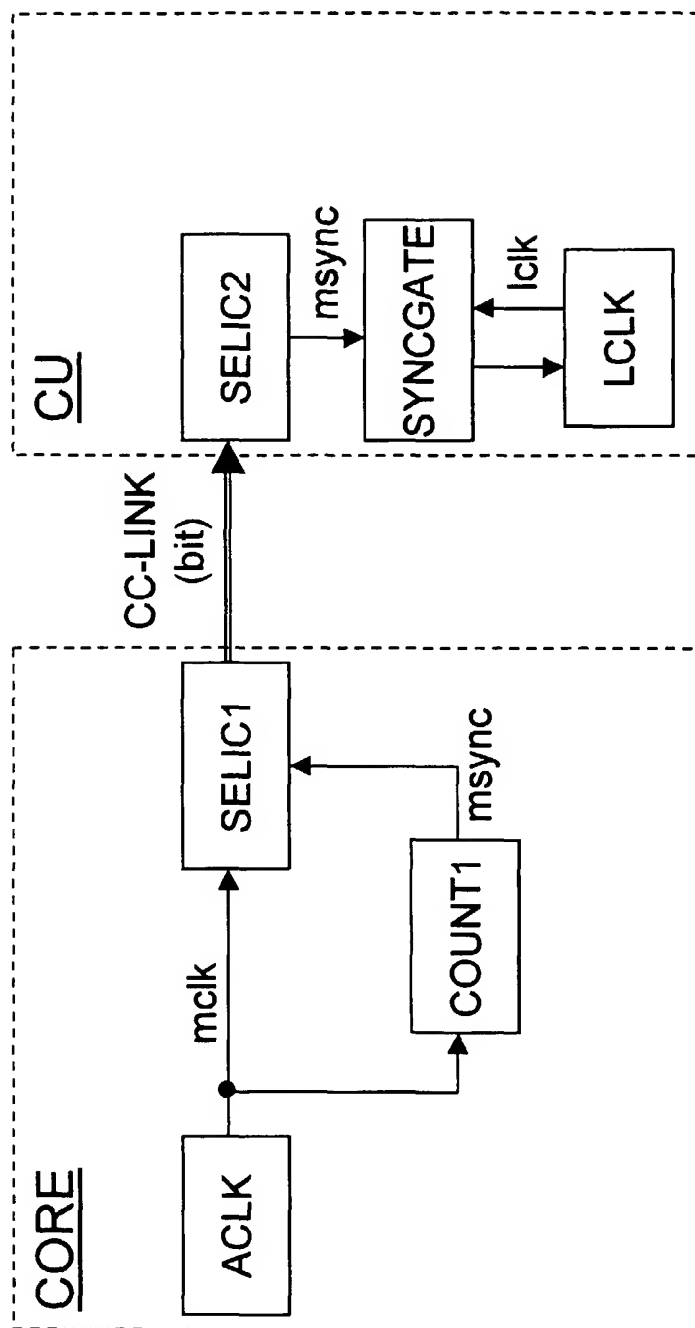 CORE
ACLK
mclk
SELIC1
COUNT1
msync
CC-LINK
(bit)
CU
SELIC2
msync
SYNCGATE
lclk
LCLK